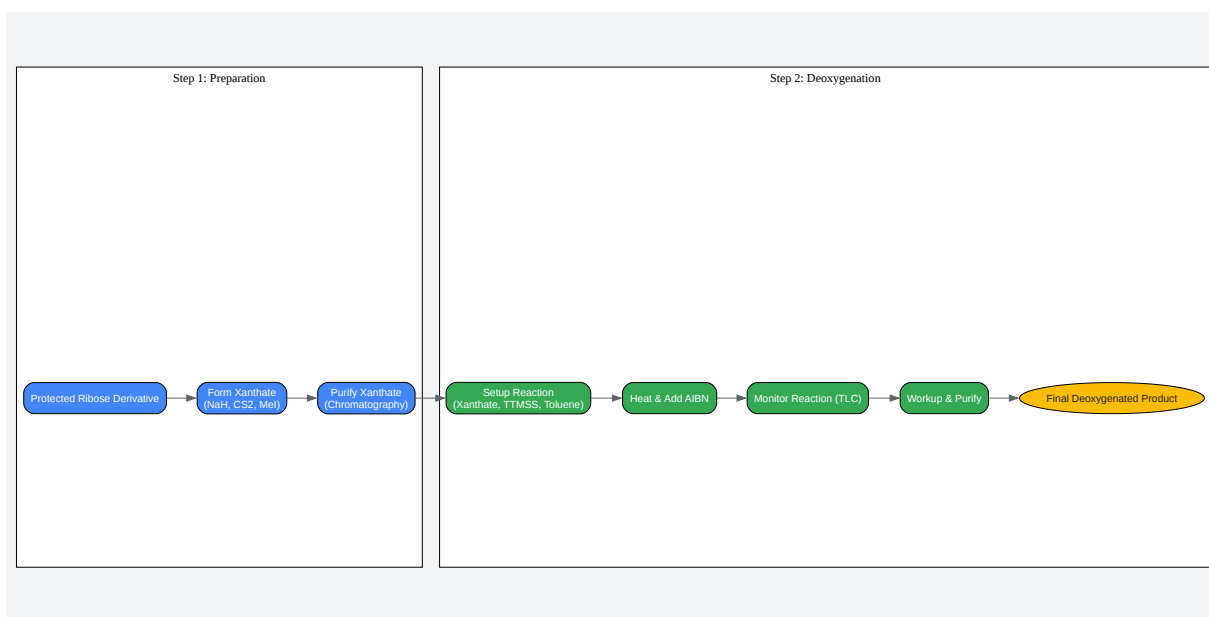 Step 1: Preparation
Step 2: Deoxygenation
Protected Ribose Derivative
Form Xanthate
(NaH, CS2, MeI)
Purify Xanthate
(Chromatography)
Setup Reaction
(Xanthate, TTMSS, Toluene)
Heat & Add AIBN
Monitor Reaction (TLC)
Workup & Purify
Final Deoxygenated Product